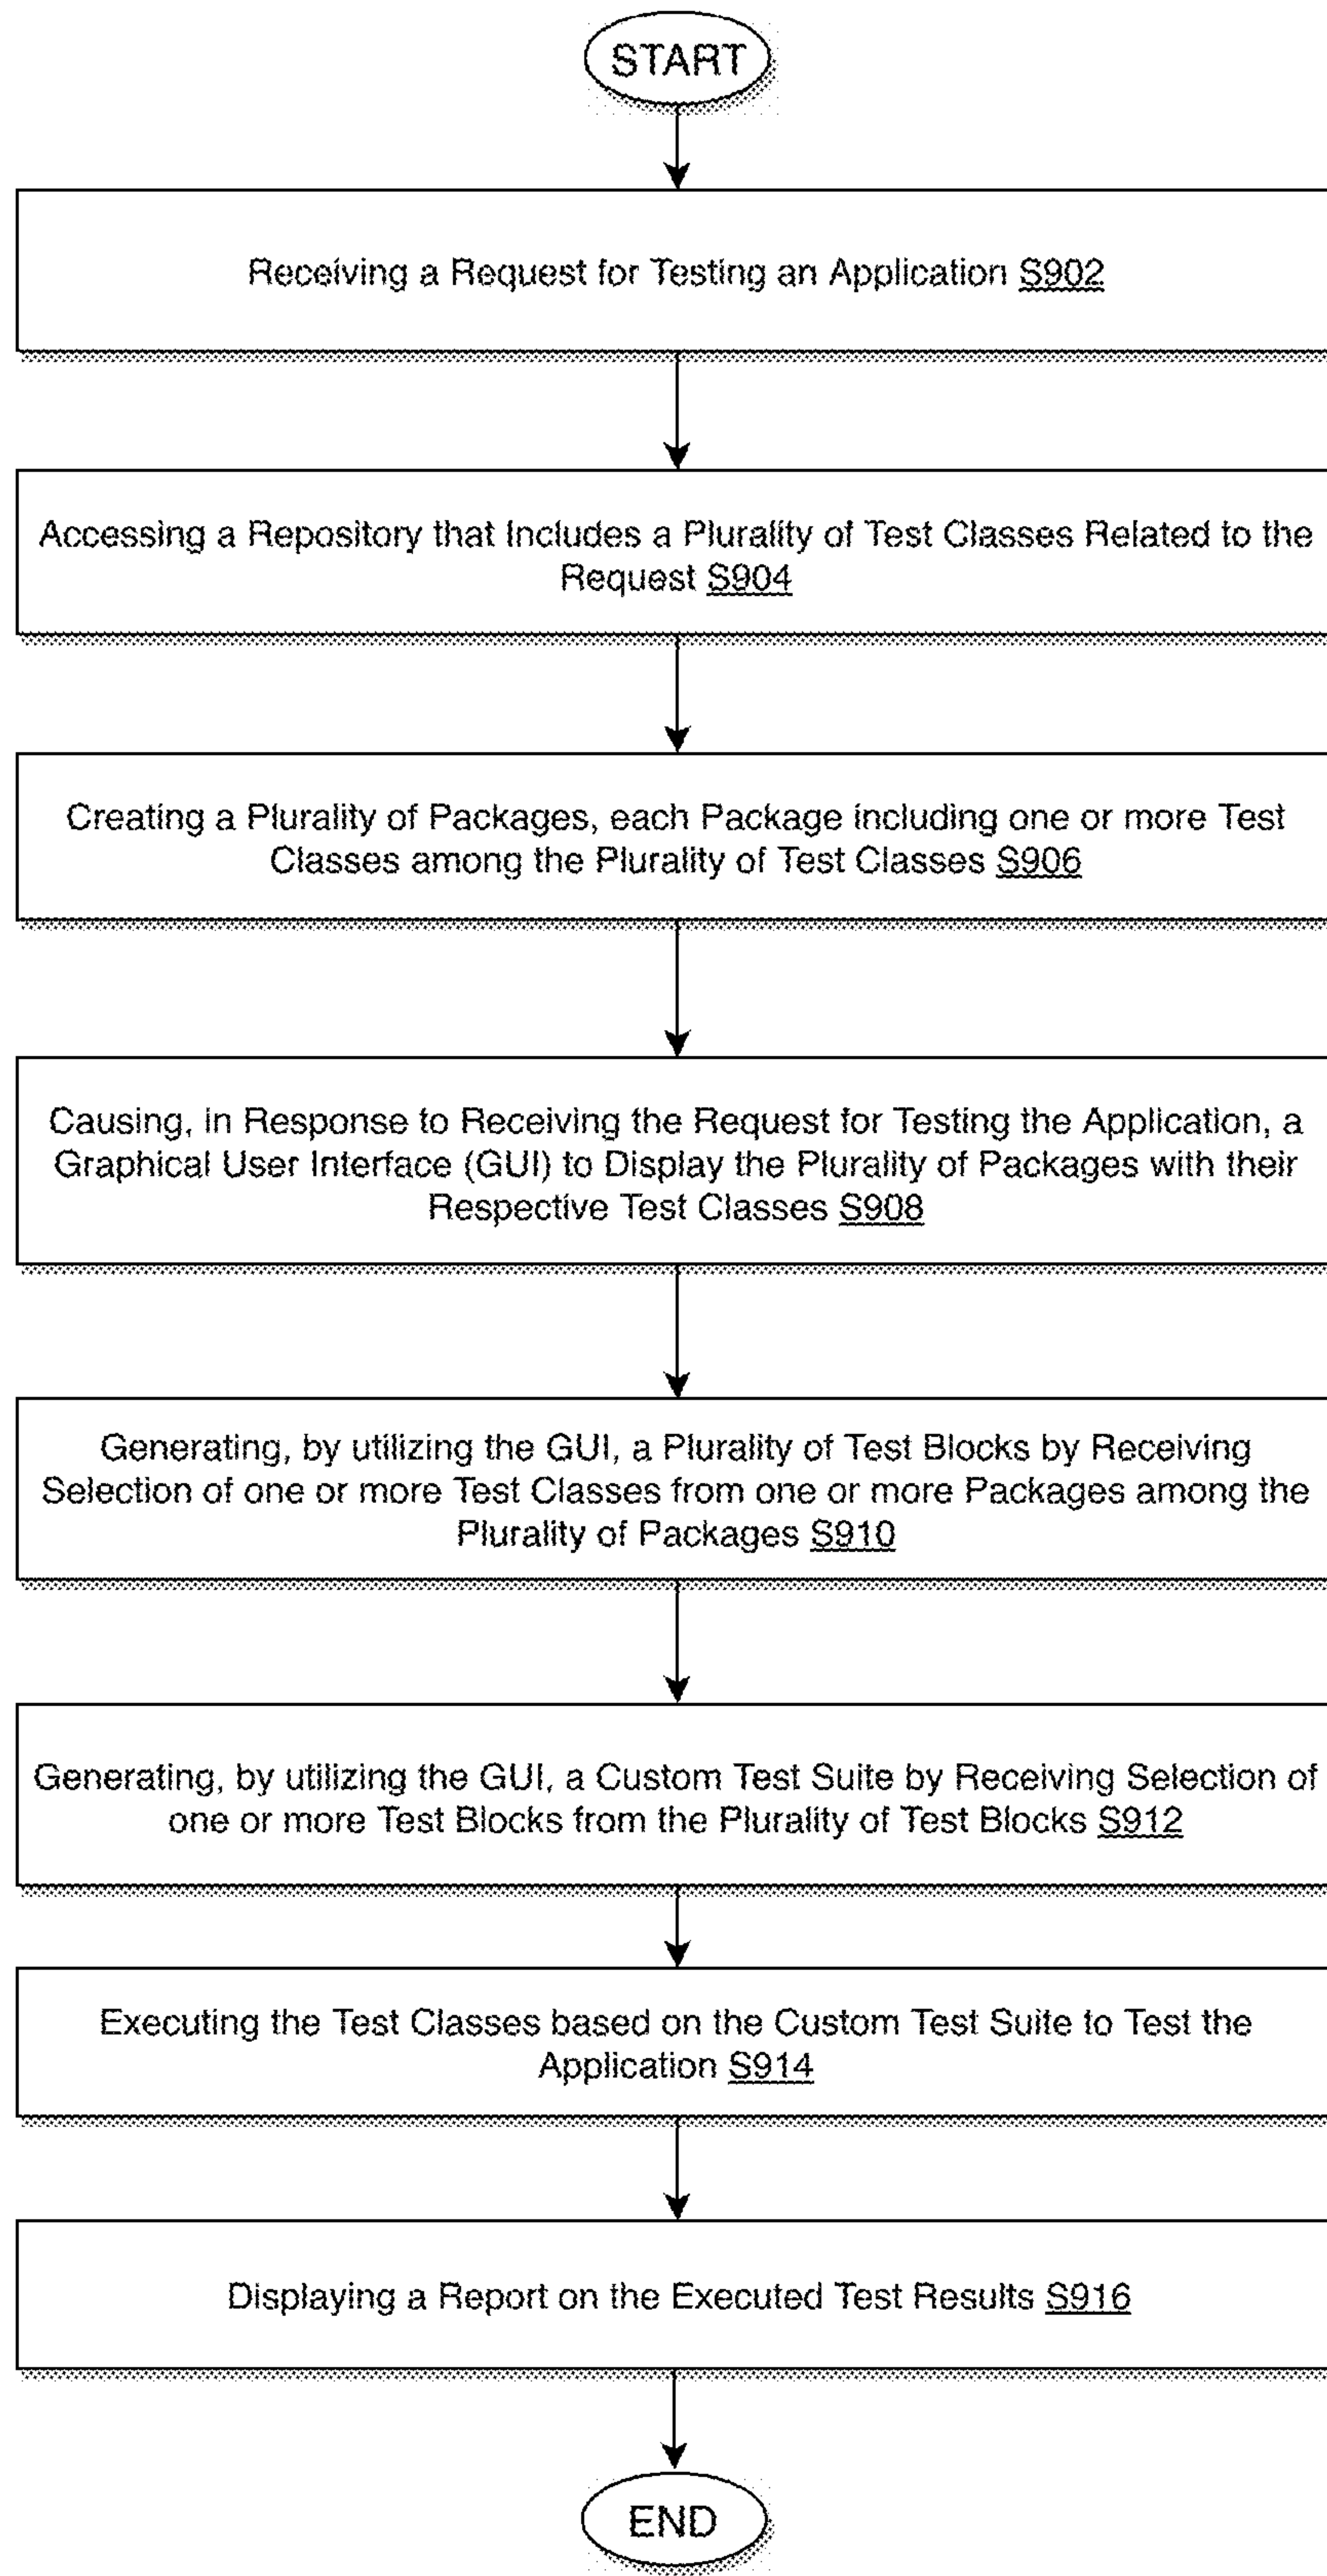 START
Receiving a Request for Testing an Application S902
Accessing a Repository that Includes a Plurality of Test Classes Related to the
Request S904
Creating a Plurality of Packages, each Package including one or more Test
Classes among the Plurality of Test Classes S906
Causing, in Response to Receiving the Request for Testing the Application, a
Graphical User Interface (GUI) to Display the Plurality of Packages with their
Respective Test Classes S908
Generating, by utilizing the GUI, a Plurality of Test Blocks by Receiving
Selection of one or more Test Classes from one or more Packages among the
Plurality of Packages S910
Generating, by utilizing the GUI, a Custom Test Suite by Receiving Selection of
one or more Test Blocks from the Plurality of Test Blocks S912
Executing the Test Classes based on the Custom Test Suite to Test the
Application S914
Displaying a Report on the Executed Test Results S916
END